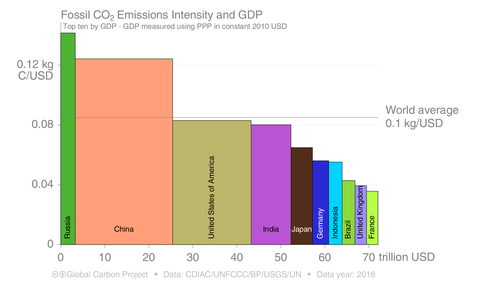 Fossil CO₂ Emissions Intensity and GDP
Top ten by GDP - GDP measured using PPP in constant 2010 USD
0.12 kg
C/USD
World average
0.1 kg/USD
0.08
0.04
0
Russia
China
United States of America
India
Japan
Germany
Indonesia
Brazil
United Kingdom
France
0 10 20 30 40 50 60 70 trillion USD
Global Carbon Project • Data: CDIAC/UNFCCC/BP/USGS/UN • Data year: 2018